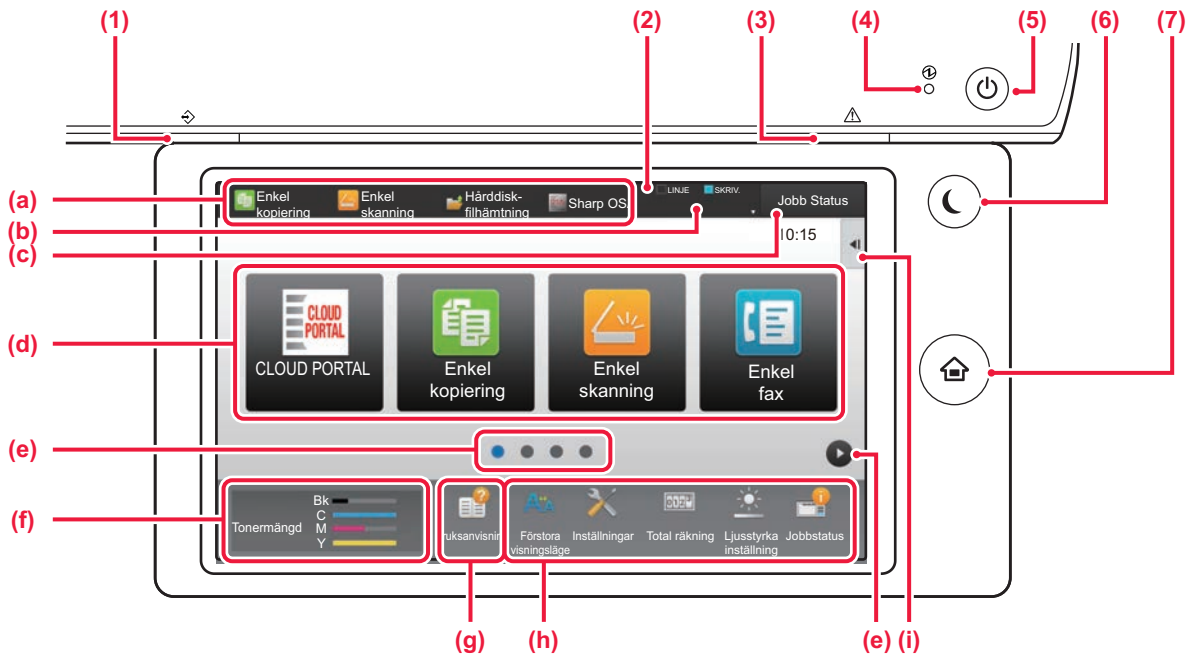 (1)
(2)
(3)
(4)
(5)
(6)
(7)
(a)
Enkel
kopiering
Enkel
skanning
Hårddisk-
filhämtning
Sharp OS
LINJE
SKRIV.
Jobb Status
(b)
(c)
10:15
(d)
CLOUD
PORTAL
CLOUD PORTAL
Enkel
kopiering
Enkel
skanning
Enkel
fax
(e)
(f)
Tonermängd
Bk
C
M
Y
ruksanvisnin
Förstora
visningsläge
Inställningar
Total räkning
Ljusstyrka
inställning
Jobbstatus
(g)
(h)
(e)
(i)